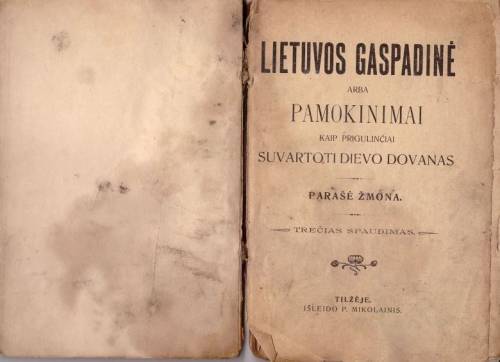 LIETUVOS GASPADINĖ
ARBA
PAMOKINIMAI
KAIP PRIGULINČIAI
SUVARTOTI DIEVO DOVANAS
PARAŠĖ ŽMONA.
TREČIAS SPAUDIMAS.
TILŽĖJE.
IŠLEIDO P. MIKOLAINIS.